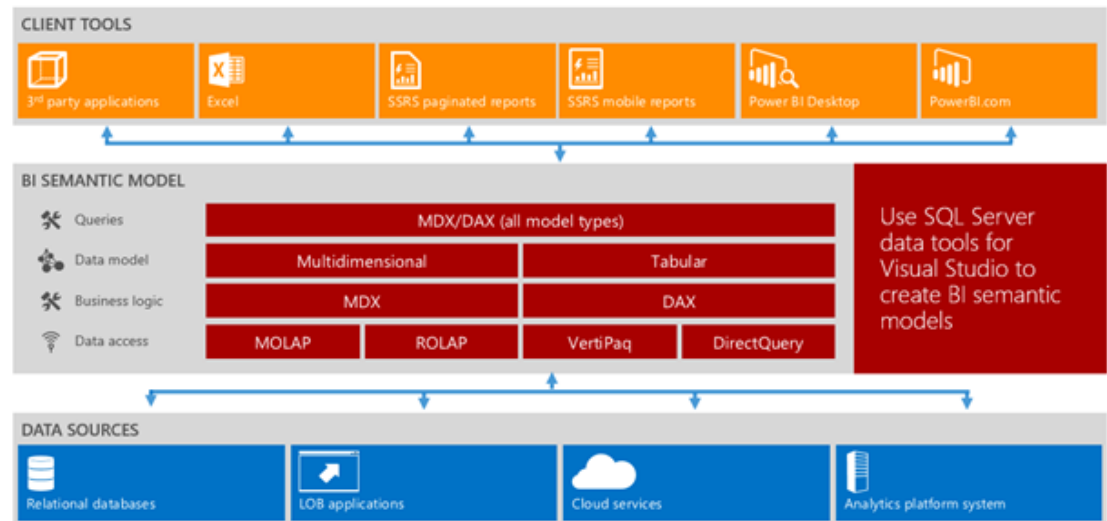 CLIENT TOOLS
3rd party applications
Excel
SSRS paginated reports
SSRS mobile reports
Power BI Desktop
PowerBI.com
BI SEMANTIC MODEL
Queries
MDX/DAX (all model types)
Data model
Multidimensional
Tabular
Business logic
MDX
DAX
Data access
MOLAP
ROLAP
VertiPaq
DirectQuery
Use SQL Server
data tools for
Visual Studio to
create BI semantic
models
DATA SOURCES
Relational databases
LOB applications
Cloud services
Analytics platform system